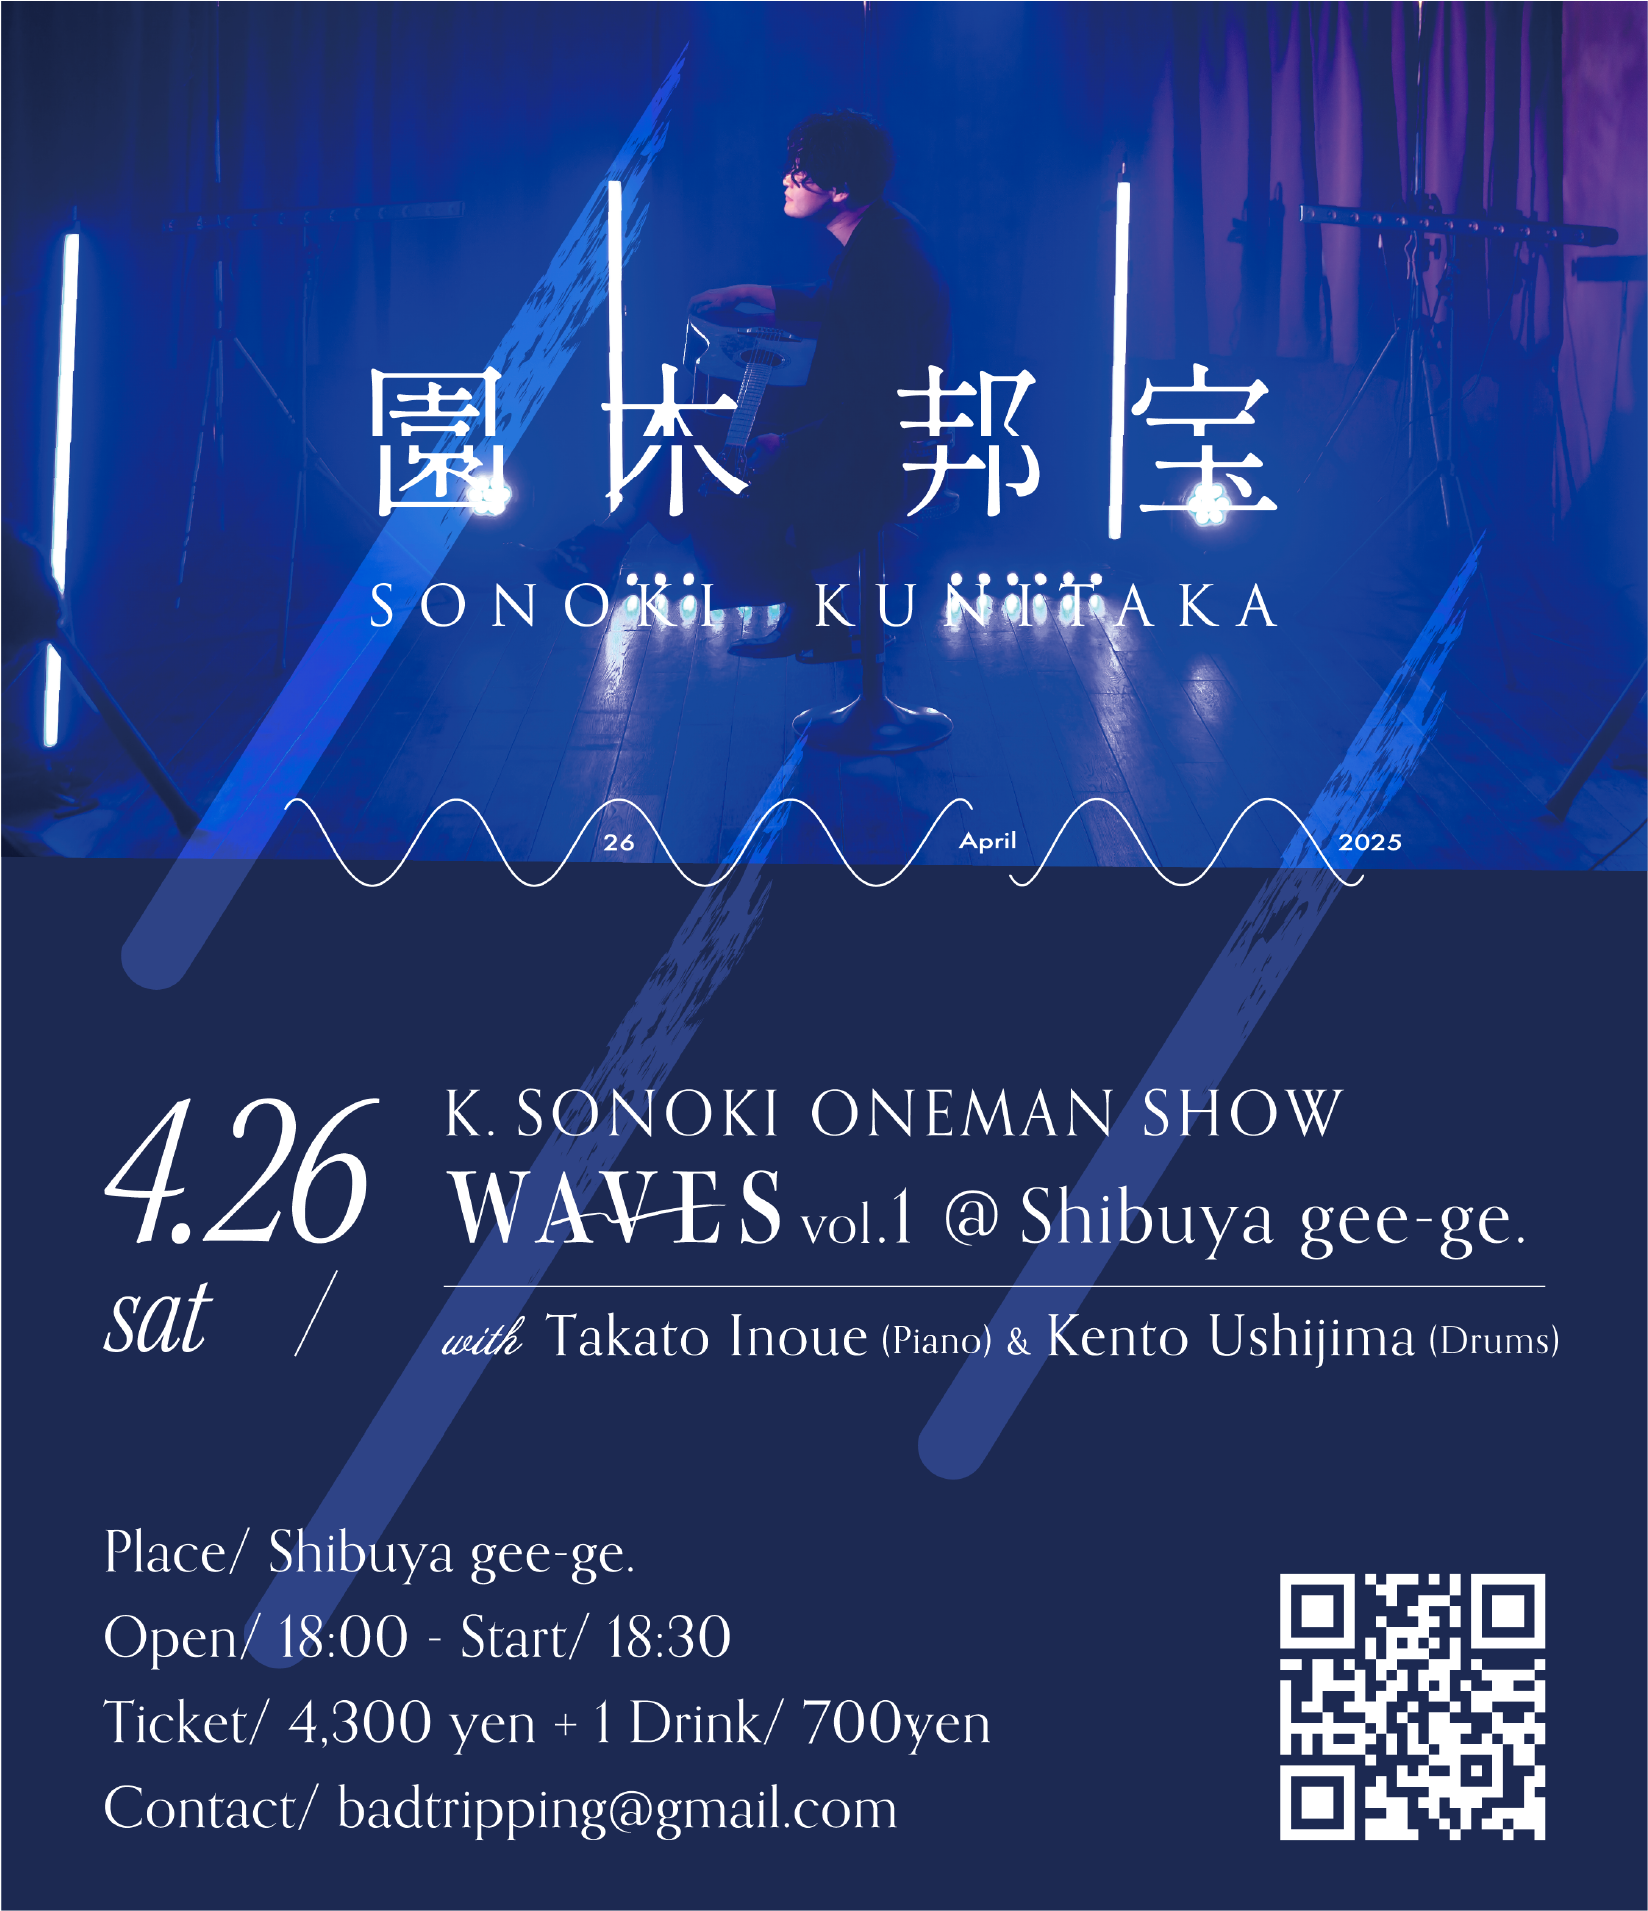 園木 邦宝
SONOKI KUNITAKA
26 April 2025
4.26
sat /
K. SONOKI ONEMAN SHOW
WAVES vol.1 @ Shibuya gee-ge.
with Takato Inoue (Piano) & Kento Ushijima (Drums)
Place/ Shibuya gee-ge.
Open/ 18:00 - Start/ 18:30
Ticket/ 4,300 yen + 1 Drink/ 700yen
Contact/ badtripping@gmail.com